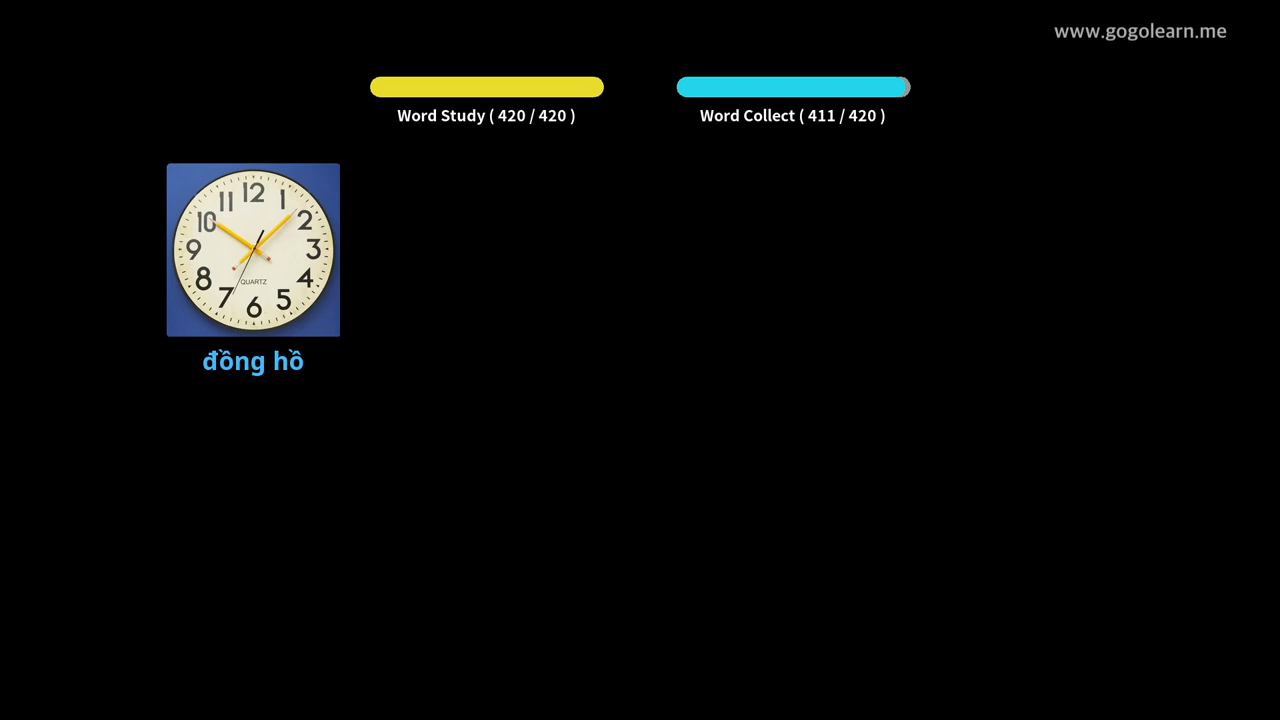 www.gogolearn.me
Word Study ( 420 / 420 )
Word Collect ( 411 / 420 )
12
11
1
10
2
9
3
8
4
7
5
6
QUARTZ
đồng hồ